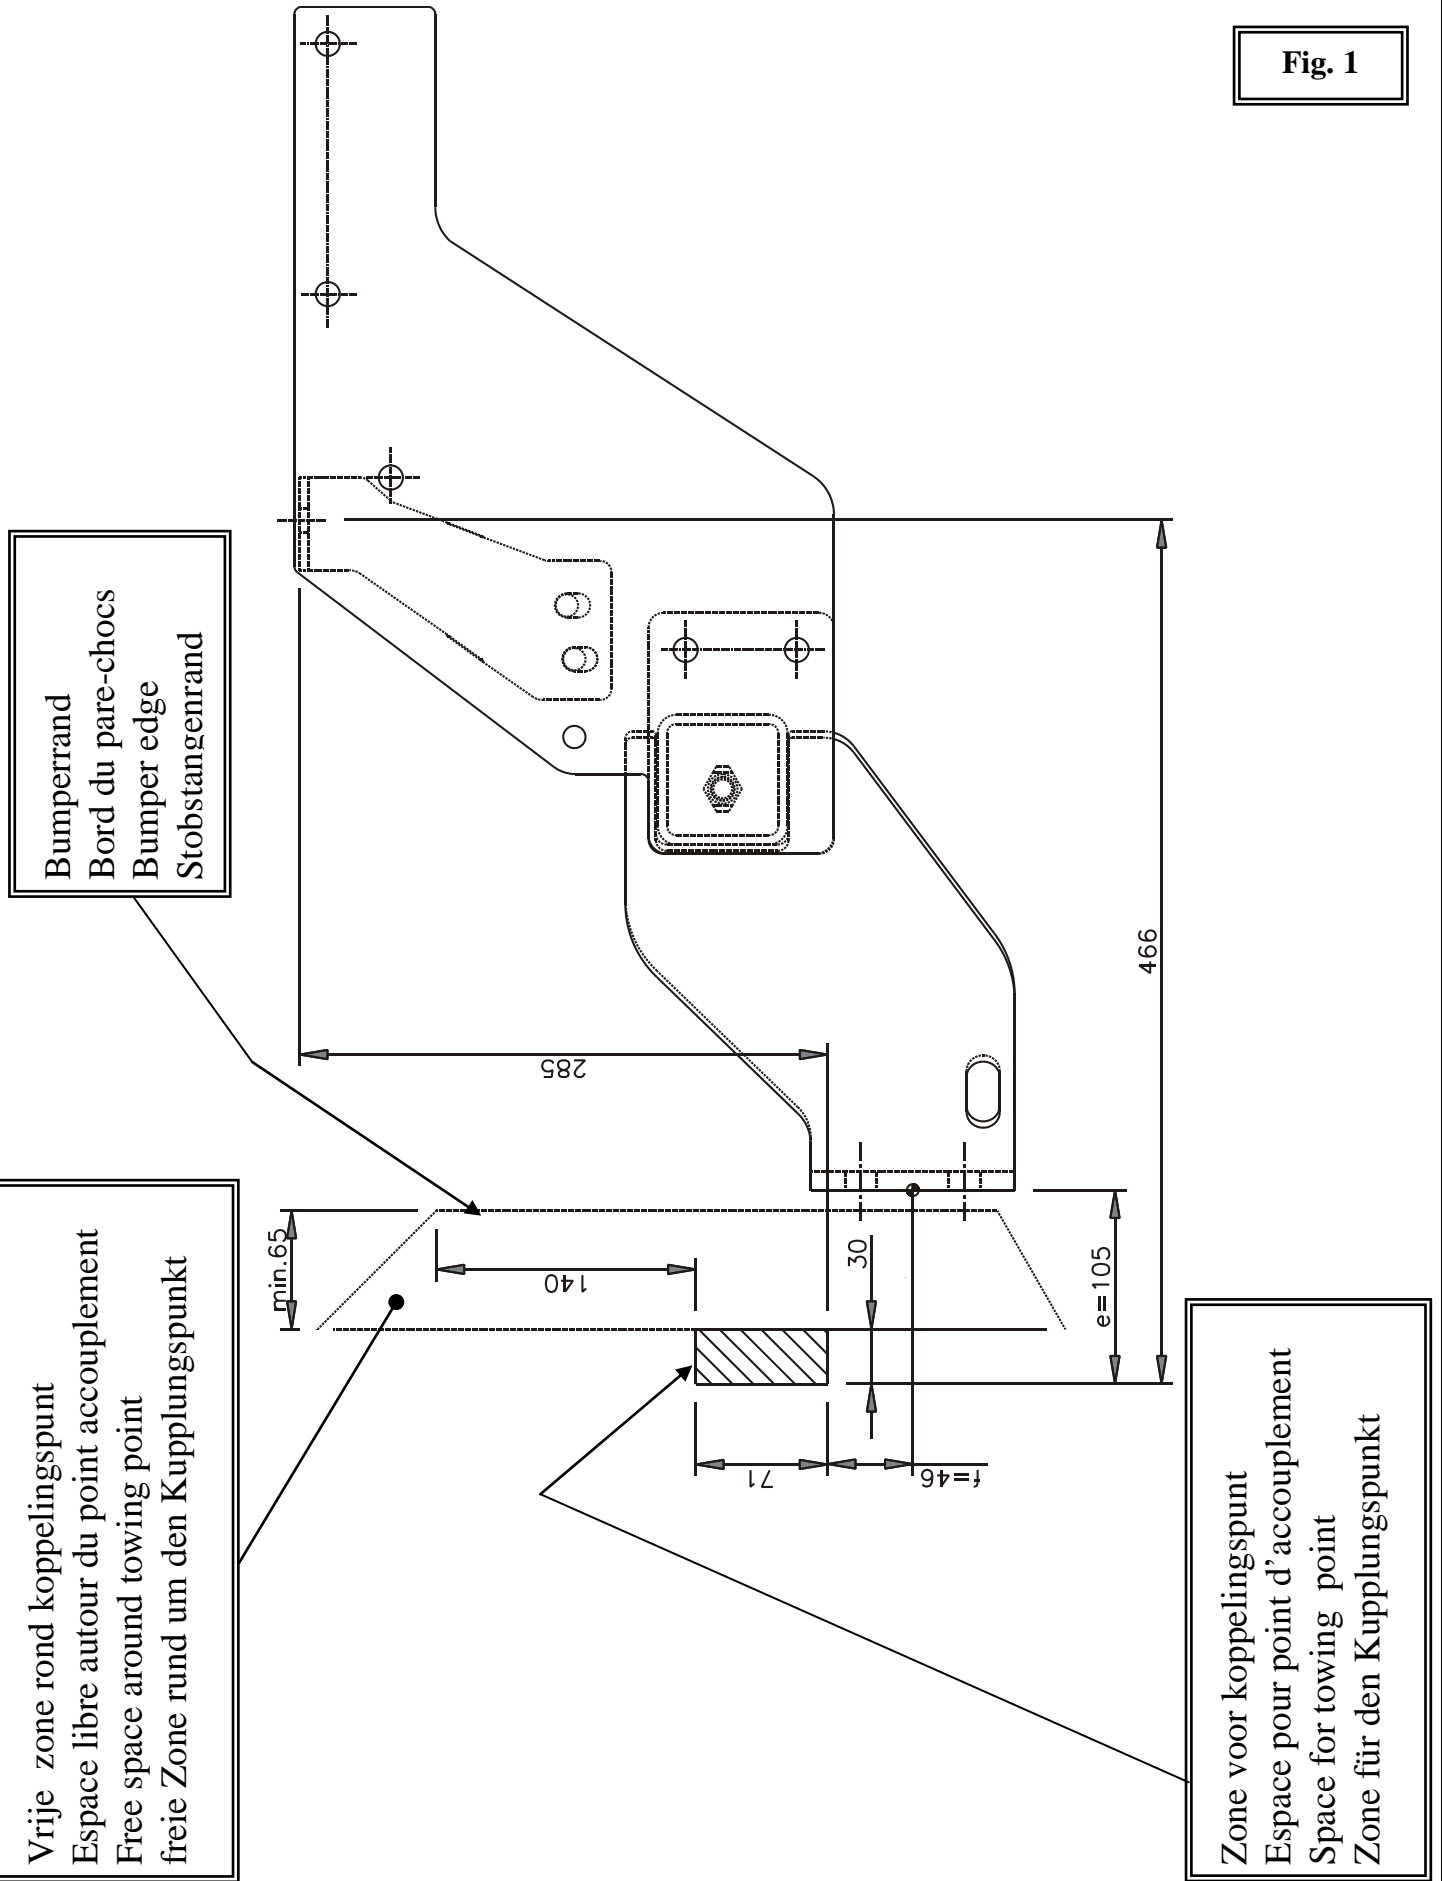 Fig. 1
Bumperrand
Bord du pare-chocs
Bumper edge
Stobstangenrand
Vrije zone rond koppelingspunt
Espace libre autour du point accouplement
Free space around towing point
freie Zone rund um den Kupplungspunkt
466
285
min.65
140
30
e=105
71
f=46
Zone voor koppelingspunt
Espace pour point d'accouplement
Space for towing point
Zone für den Kupplungspunkt